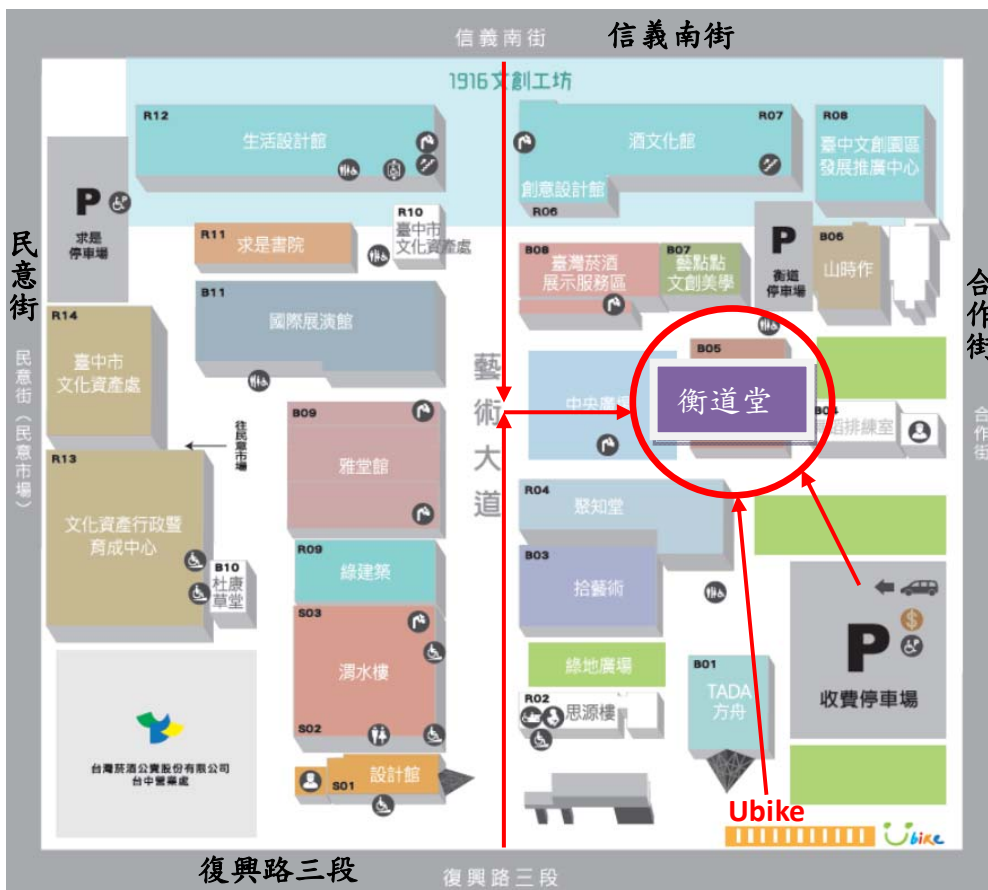 信義南街 信義南街
1916文創工坊
R12
生活設計館
R07
酒文化館
創意設計館
R06
R08
臺中文創園區
發展推廣中心
P
求是
停車場
R11
求是書院
R10
臺中市
文化資產處
B08
臺灣菸酒
展示服務區
B07
藝點點
文創美學
P
衡道
停車場
B06
山時作
民意街
民意街(民意市場)
合作街
合作街
R14
臺中市
文化資產處
B11
國際展演館
藝術大道
中央廣場
B05
衡道堂
B04
排練室
往民意市場
B09
雅堂館
R13
文化資產行政暨
育成中心
B10
杜康
草堂
R09
綠建築
R04
聚知堂
B03
拾藝術
S03
渭水樓
S02
綠地廣場
R02
思源樓
B01
TADA
方舟
$
P
收費停車場
台灣菸酒公賣股份有限公司
台中營業處
S01
設計館
Ubike
Ubike
復興路三段
復興路三段